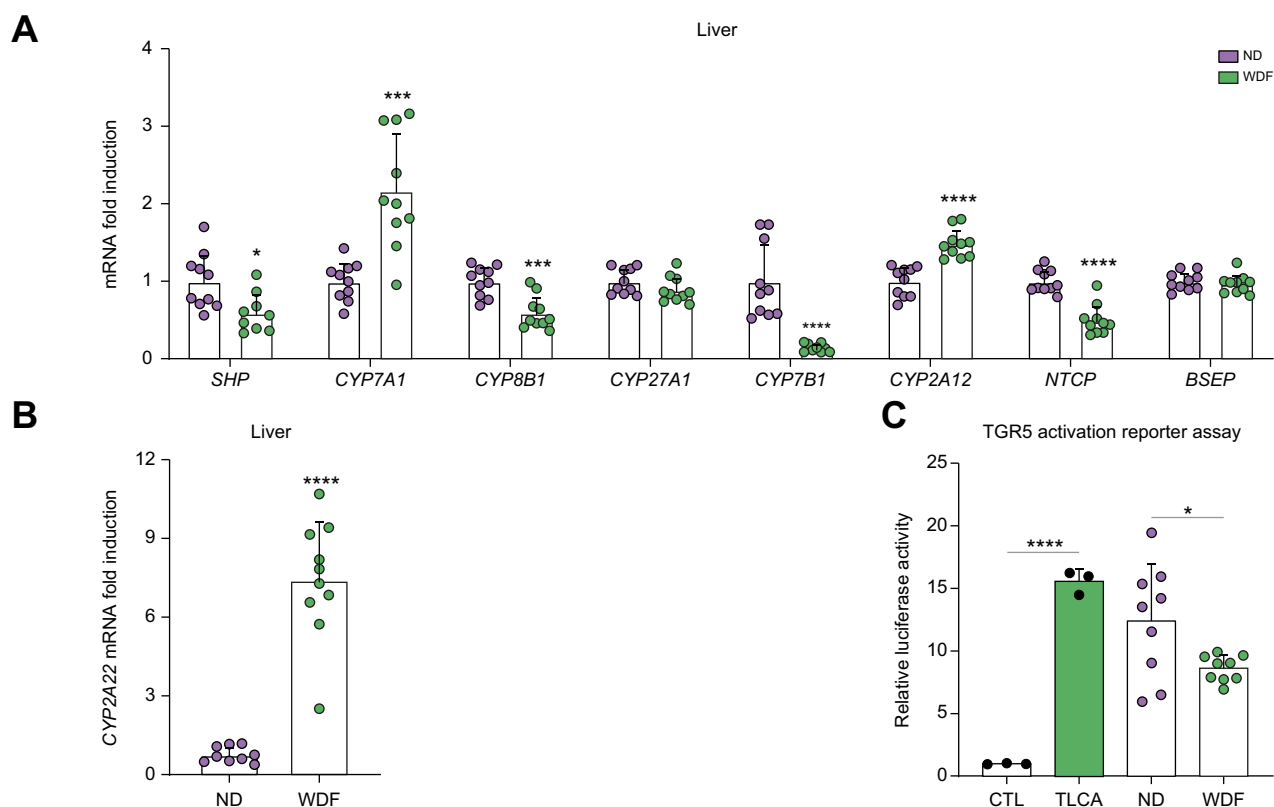 A
Liver
ND
WDF
mRNA fold induction
4
3
2
1
0
*
***
***
****
****
****
SHP
CYP7A1
CYP8B1
CYP27A1
CYP7B1
CYP2A12
NTCP
BSEP
B
Liver
CYP2A22 mRNA fold induction
12
9
6
3
0
****
ND
WDF
C
TGR5 activation reporter assay
Relative luciferase activity
25
20
15
10
5
0
****
*
CTL
TLCA
ND
WDF